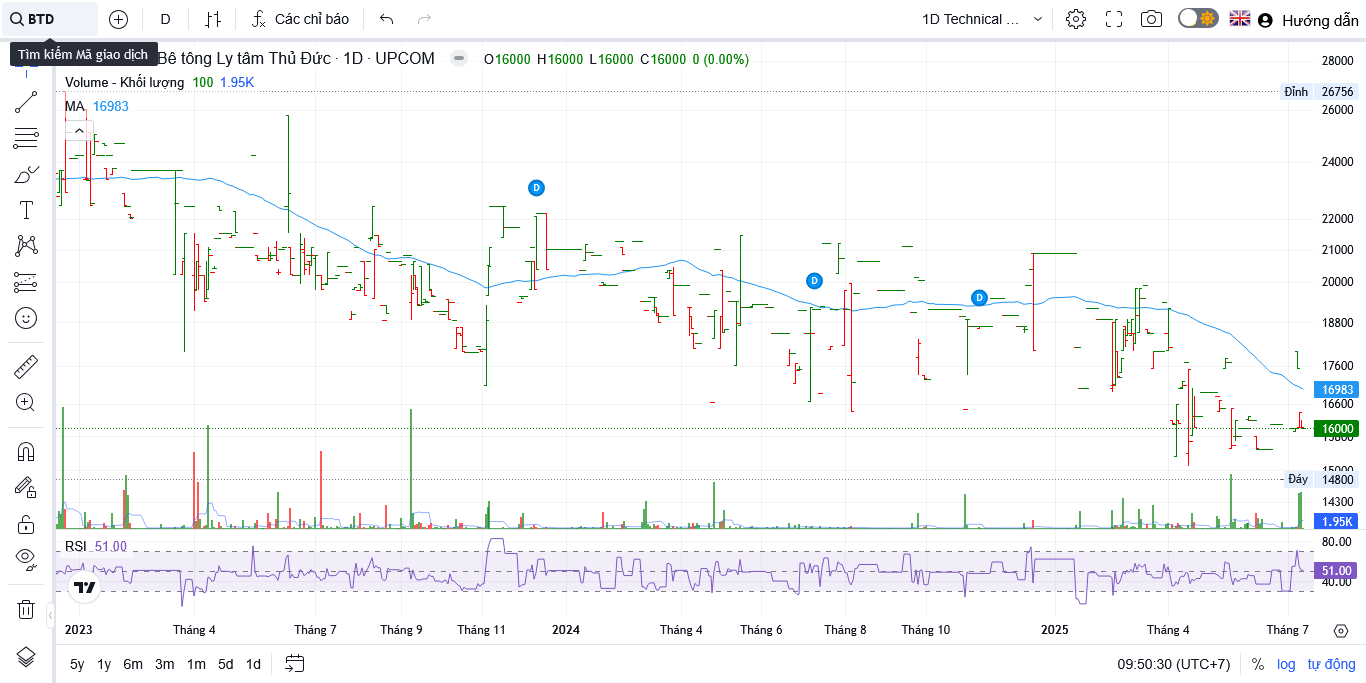 BTD
D
Các chỉ báo
1D Technical ...
Hướng dẫn
Tìm kiếm Mã giao dịch
Bê tông Ly tâm Thủ Đức · 1D · UPCOM
O16000 H16000 L16000 C16000 0 (0.00%)
Volume - Khối lượng 100 1.95K
MA 16983
28000
Đỉnh 26756
26000
24000
22000
21000
20000
18800
17600
16983
16600
16000
15800
15000
Đáy 14800
14300
1.95K
D
D
D
RSI 51.00
80.00
51.00
40.00
2023 Tháng 4 Tháng 7 Tháng 9 Tháng 11 2024 Tháng 4 Tháng 6 Tháng 8 Tháng 10 2025 Tháng 4 Tháng 7
5y 1y 6m 3m 1m 5d 1d
09:50:30 (UTC+7) % log tự động